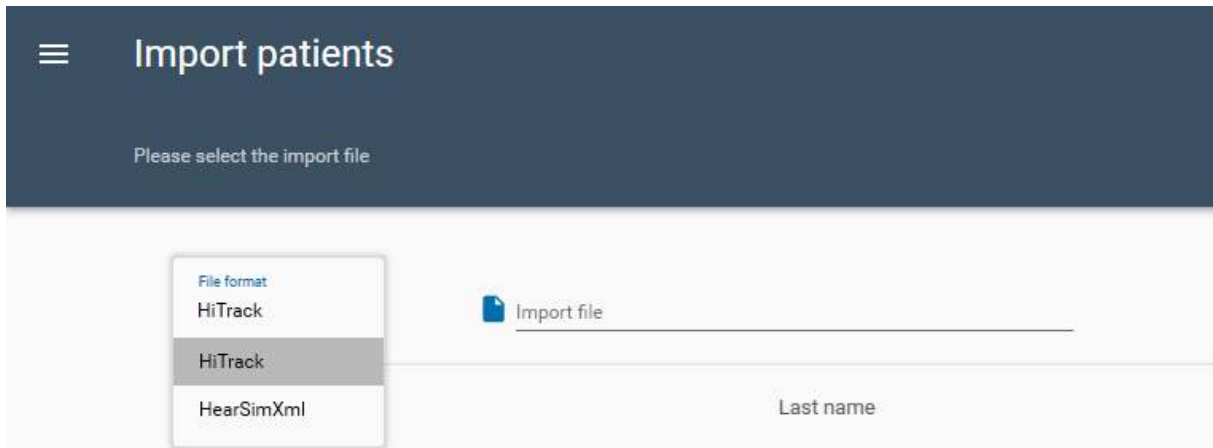 Import patients
Please select the import file
File format
HiTrack
Import file
HiTrack
HearSimXml
Last name